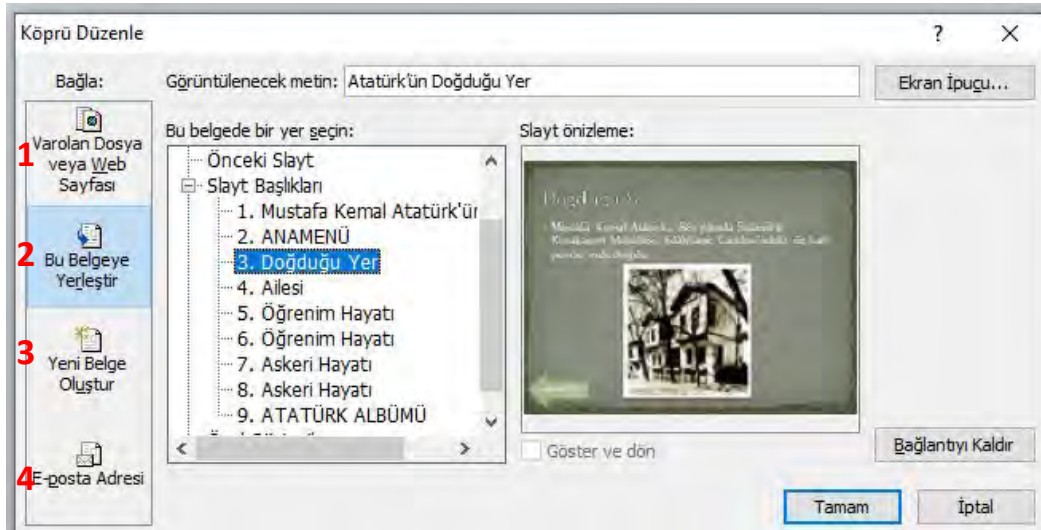 Köprü Düzenle
?
Bağla:
Görüntülenecek metin:
Atatürk'ün Doğduğu Yer
Ekran İpucu...
1
Varolan Dosya
veya Web
Sayfası
2
Bu Belgeye
Yerleştir
3
Yeni Belge
Oluştur
4
E-posta Adresi
Bu belgede bir yer seçin:
Önceki Slayt
Slayt Başlıkları
1. Mustafa Kemal Atatürk'ür
2. ANAMENÜ
3. Doğduğu Yer
4. Ailesi
5. Öğrenim Hayatı
6. Öğrenim Hayatı
7. Askeri Hayatı
8. Askeri Hayatı
9. ATATÜRK ALBÜMÜ
Slayt önizleme:
Göster ve dön
Bağlantıyı Kaldır
Tamam
İptal